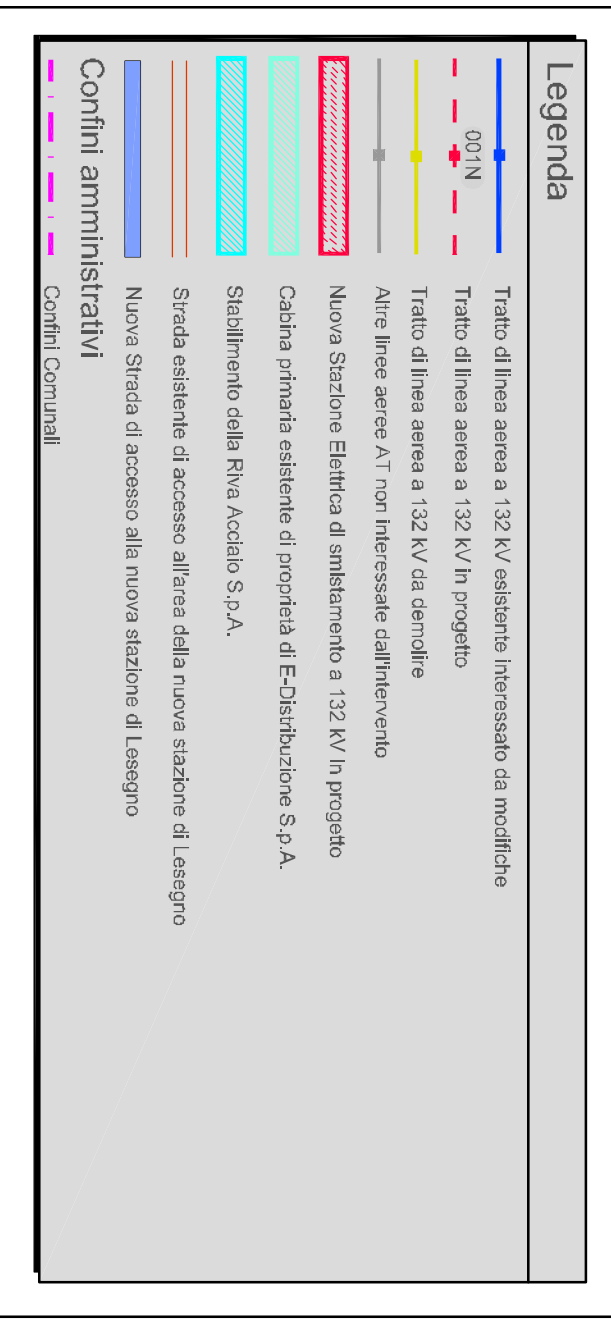 Legenda
Tratto di linea aerea a 132 kV esistente interessato da modifiche
001N
Tratto di linea aerea a 132 kV in progetto
Tratto di linea aerea a 132 kV da demolire
Altre linee aeree AT non interessate dall'intervento
Nuova Stazione Elettrica di smistamento a 132 kV in progetto
Cabina primaria esistente di proprietà di E-Distribuzione S.p.A.
Stabilimento della Riva Acciaio S.p.A.
Strada esistente di accesso all'area della nuova stazione di Lesegno
Nuova Strada di accesso alla nuova stazione di Lesegno
Confini amministrativi
Confini Comunali